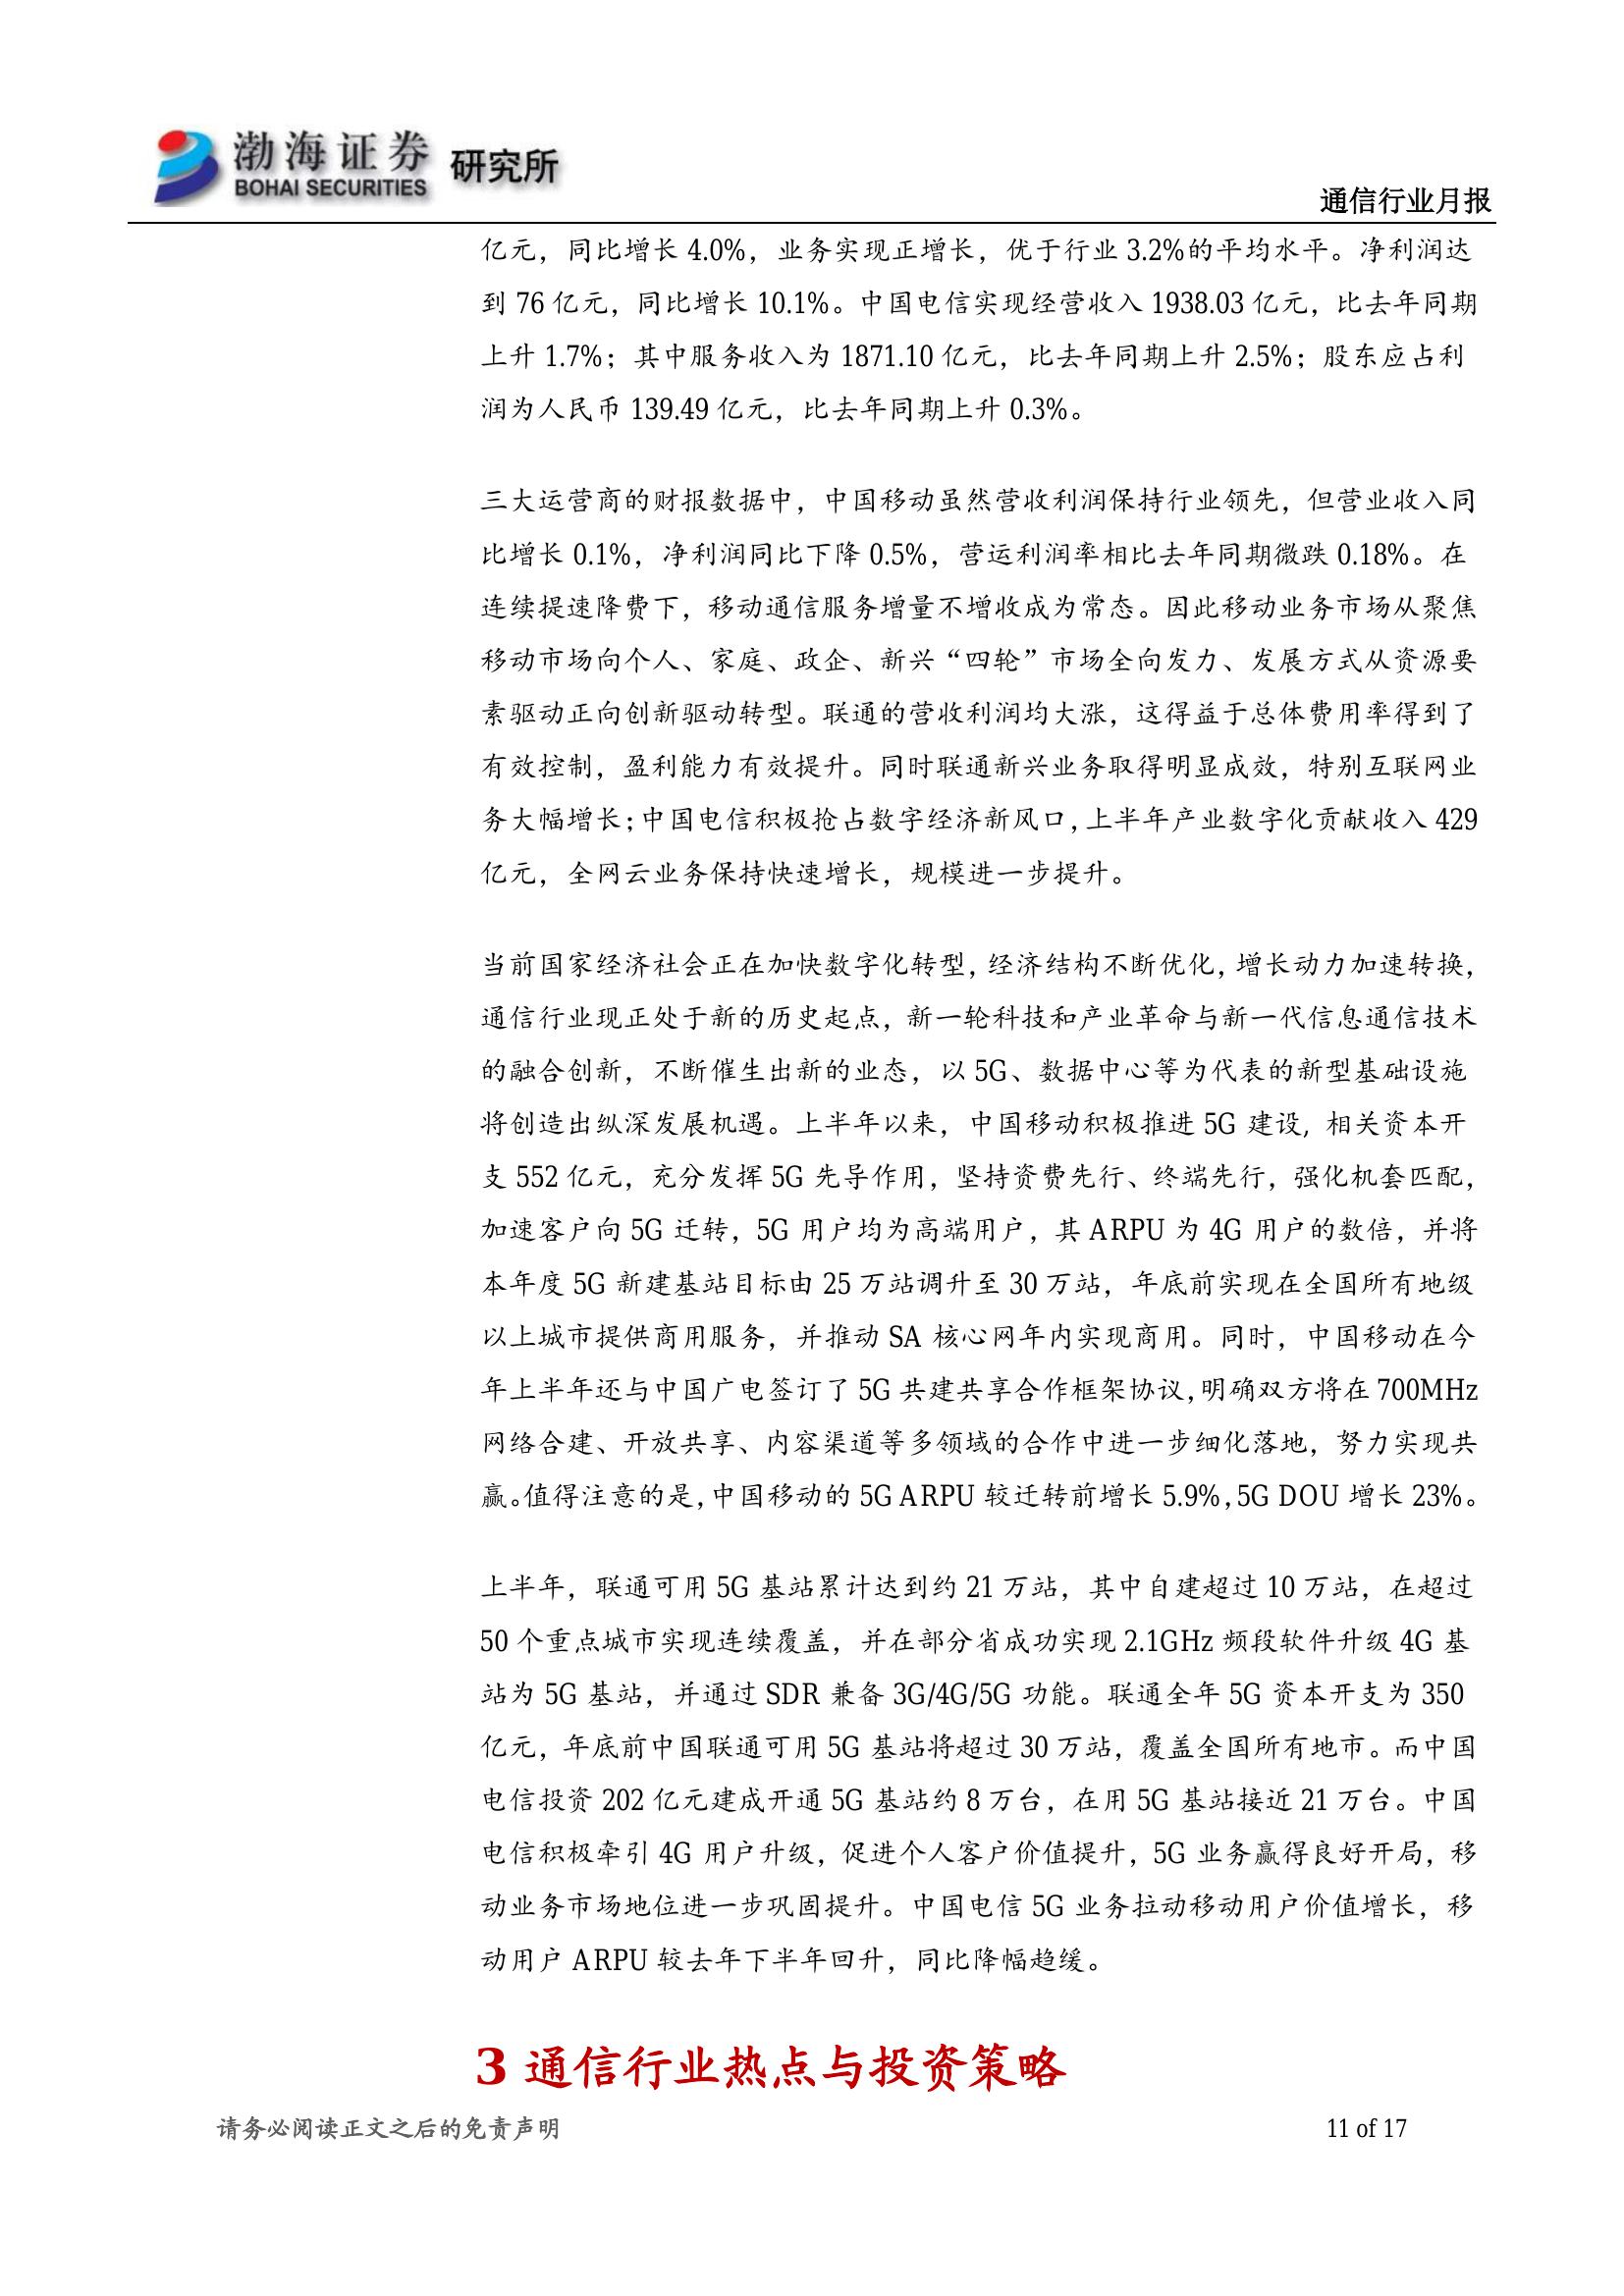 渤海证券 研究所
BOHAI SECURITIES
通信行业月报
亿元，同比增长 4.0%，业务实现正增长，优于行业 3.2%的平均水平。净利润达
到 76 亿元，同比增长 10.1%。中国电信实现经营收入 1938.03 亿元，比去年同期
上升 1.7%；其中服务收入为 1871.10 亿元，比去年同期上升 2.5%；股东应占利
润为人民币 139.49 亿元，比去年同期上升 0.3%。
三大运营商的财报数据中，中国移动虽然营收利润保持行业领先，但营业收入同
比增长 0.1%，净利润同比下降 0.5%，营运利润率相比去年同期微跌 0.18%。在
连续提速降费下，移动通信服务增量不增收成为常态。因此移动业务市场从聚焦
移动市场向个人、家庭、政企、新兴“四轮”市场全向发力、发展方式从资源要
素驱动正向创新驱动转型。联通的营收利润均大涨，这得益于总体费用率得到了
有效控制，盈利能力有效提升。同时联通新兴业务取得明显成效，特别互联网业
务大幅增长；中国电信积极抢占数字经济新风口，上半年产业数字化贡献收入 429
亿元，全网云业务保持快速增长，规模进一步提升。
当前国家经济社会正在加快数字化转型，经济结构不断优化，增长动力加速转换，
通信行业现正处于新的历史起点，新一轮科技和产业革命与新一代信息通信技术
的融合创新，不断催生出新的业态，以 5G、数据中心等为代表的新型基础设施
将创造出纵深发展机遇。上半年以来，中国移动积极推进 5G 建设，相关资本开
支 552 亿元，充分发挥 5G 先导作用，坚持资费先行、终端先行，强化机套匹配，
加速客户向 5G 迁转，5G 用户均为高端用户，其 ARPU 为 4G 用户的数倍，并将
本年度 5G 新建基站目标由 25 万站调升至 30 万站，年底前实现在全国所有地级
以上城市提供商用服务，并推动 SA 核心网年内实现商用。同时，中国移动在今
年上半年还与中国广电签订了 5G 共建共享合作框架协议，明确双方将在 700MHz
网络合建、开放共享、内容渠道等多领域的合作中进一步细化落地，努力实现共
赢。值得注意的是，中国移动的 5G ARPU 较迁转前增长 5.9%，5G DOU 增长 23%。
上半年，联通可用 5G 基站累计达到约 21 万站，其中自建超过 10 万站，在超过
50 个重点城市实现连续覆盖，并在部分省成功实现 2.1GHz 频段软件升级 4G 基
站为 5G 基站，并通过 SDR 兼备 3G/4G/5G 功能。联通全年 5G 资本开支为 350
亿元，年底前中国联通可用 5G 基站将超过 30 万站，覆盖全国所有地市。而中国
电信投资 202 亿元建成开通 5G 基站约 8 万台，在用 5G 基站接近 21 万台。中国
电信积极牵引 4G 用户升级，促进个人客户价值提升，5G 业务赢得良好开局，移
动业务市场地位进一步巩固提升。中国电信 5G 业务拉动移动用户价值增长，移
动用户 ARPU 较去年下半年回升，同比降幅趋缓。
3 通信行业热点与投资策略
请务必阅读正文之后的免责声明
11 of 17